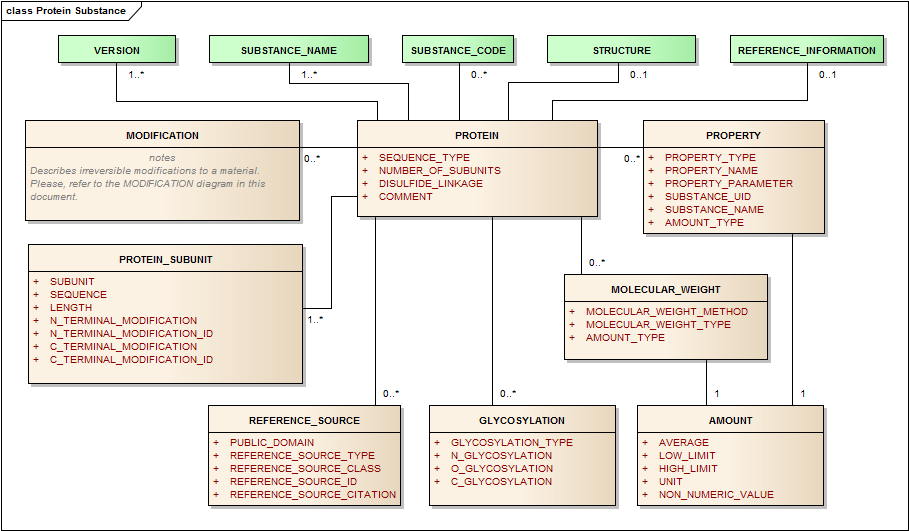 class Protein Substance
VERSION
SUBSTANCE_NAME
SUBSTANCE_CODE
STRUCTURE
REFERENCE_INFORMATION
1..*
1..*
0..*
0..1
0..1
MODIFICATION
notes
Describes irreversible modifications to a material.
Please, refer to the MODIFICATION diagram in this
document.
0..*
PROTEIN
+ SEQUENCE_TYPE
+ NUMBER_OF_SUBUNITS
+ DISULFIDE_LINKAGE
+ COMMENT
0..*
PROPERTY
+ PROPERTY_TYPE
+ PROPERTY_NAME
+ PROPERTY_PARAMETER
+ SUBSTANCE_UID
+ SUBSTANCE_NAME
+ AMOUNT_TYPE
PROTEIN_SUBUNIT
+ SUBUNIT
+ SEQUENCE
+ LENGTH
+ N_TERMINAL_MODIFICATION
+ N_TERMINAL_MODIFICATION_ID
+ C_TERMINAL_MODIFICATION
+ C_TERMINAL_MODIFICATION_ID
1..*
0..*
MOLECULAR_WEIGHT
+ MOLECULAR_WEIGHT_METHOD
+ MOLECULAR_WEIGHT_TYPE
+ AMOUNT_TYPE
0..*
0..*
1
1
REFERENCE_SOURCE
+ PUBLIC_DOMAIN
+ REFERENCE_SOURCE_TYPE
+ REFERENCE_SOURCE_CLASS
+ REFERENCE_SOURCE_ID
+ REFERENCE_SOURCE_CITATION
GLYCOSYLATION
+ GLYCOSYLATION_TYPE
+ N_GLYCOSYLATION
+ O_GLYCOSYLATION
+ C_GLYCOSYLATION
AMOUNT
+ AVERAGE
+ LOW_LIMIT
+ HIGH_LIMIT
+ UNIT
+ NON_NUMERIC_VALUE